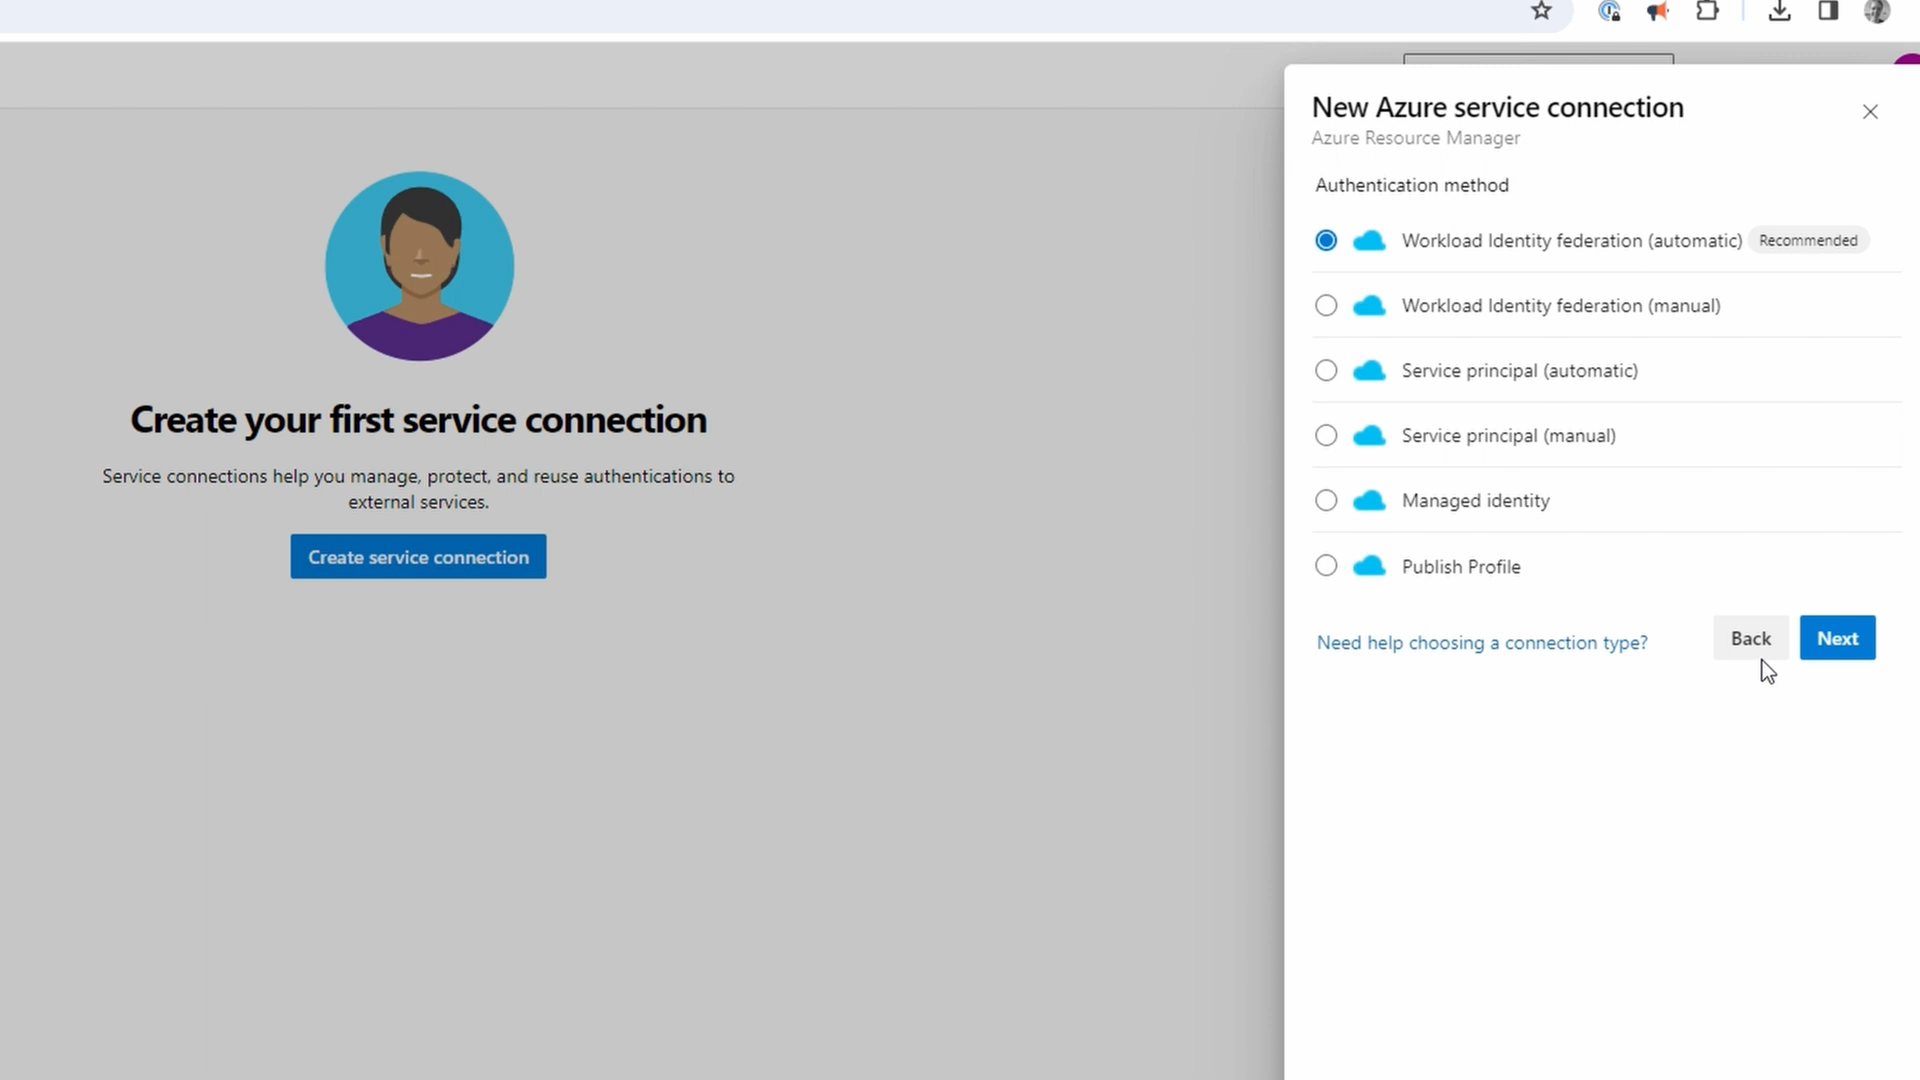 Create your first service connection
Service connections help you manage, protect, and reuse authentications to
external services.
Create service connection
New Azure service connection
Azure Resource Manager
Authentication method
Workload Identity federation (automatic) Recommended
Workload Identity federation (manual)
Service principal (automatic)
Service principal (manual)
Managed identity
Publish Profile
Need help choosing a connection type?
Back
Next